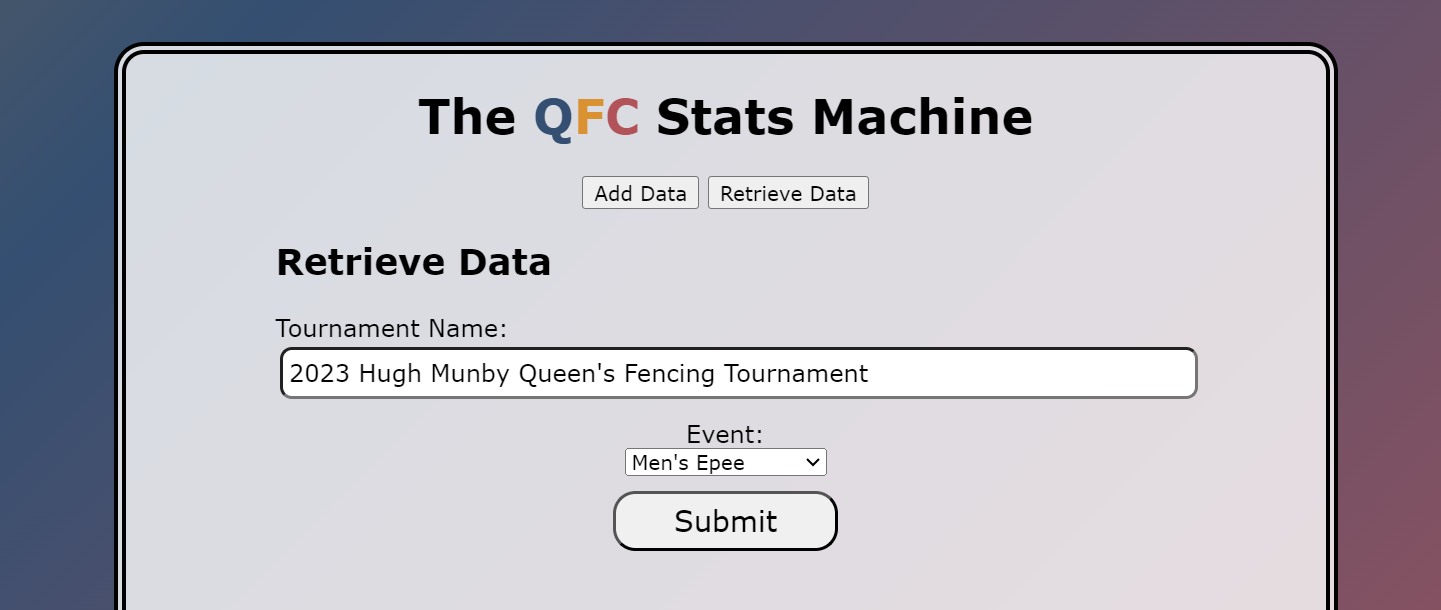 The QFC Stats Machine
Add Data Retrieve Data
Retrieve Data
Tournament Name:
2023 Hugh Munby Queen's Fencing Tournament
Event:
Men's Epee
Submit